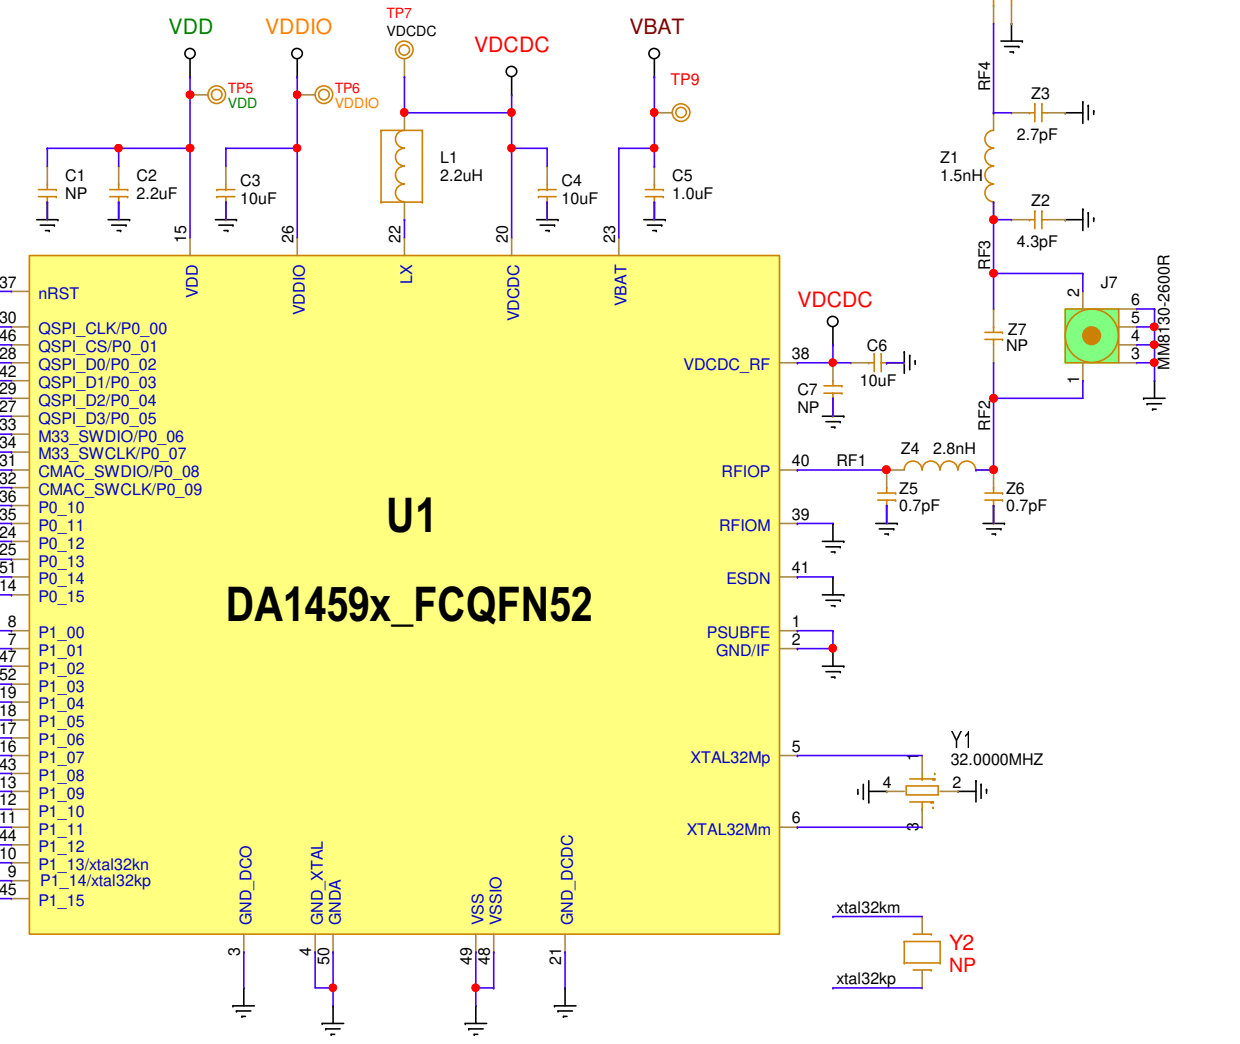 VDD
VDDIO
TP7
VDCDC
VDCDC
VBAT
TP5
VDD
TP6
VDDIO
TP9
C1
NP
C2
2.2uF
C3
10uF
L1
2.2uH
C4
10uF
C5
1.0uF
15
26
22
20
23
VDD
VDDIO
LX
VDCDC
VBAT
RF4
Z3
2.7pF
Z1
1.5nH
Z2
4.3pF
RF3
J7
MM8130-2600R
2
6
5
4
3
1
Z7
NP
RF2
37 nRST
30 QSPI_CLK/P0_00
46 QSPI_CS/P0_01
28 QSPI_D0/P0_02
42 QSPI_D1/P0_03
29 QSPI_D2/P0_04
27 QSPI_D3/P0_05
33 M33_SWDIO/P0_06
34 M33_SWCLK/P0_07
31 CMAC_SWDIO/P0_08
32 CMAC_SWCLK/P0_09
36 P0_10
35 P0_11
24 P0_12
25 P0_13
51 P0_14
14 P0_15
8 P1_00
7 P1_01
47 P1_02
52 P1_03
19 P1_04
18 P1_05
17 P1_06
16 P1_07
43 P1_08
13 P1_09
12 P1_10
11 P1_11
44 P1_12
10 P1_13/xtal32kn
9 P1_14/xtal32kp
45 P1_15
U1
DA1459x_FCQFN52
VDCDC
VDCDC_RF 38
C6
10uF
C7
NP
RFIOP 40 RF1
Z4 2.8nH
Z5
0.7pF
Z6
0.7pF
RFIOM 39
ESDN 41
PSUBFE 1
GND/IF 2
XTAL32Mp 5
XTAL32Mm 6
Y1
32.0000MHZ
1
4
2
3
GND_DCO
GND_XTAL
GNDA
VSS
VSSIO
GND_DCDC
3
4
50
49
48
21
xtal32km
Y2
NP
xtal32kp